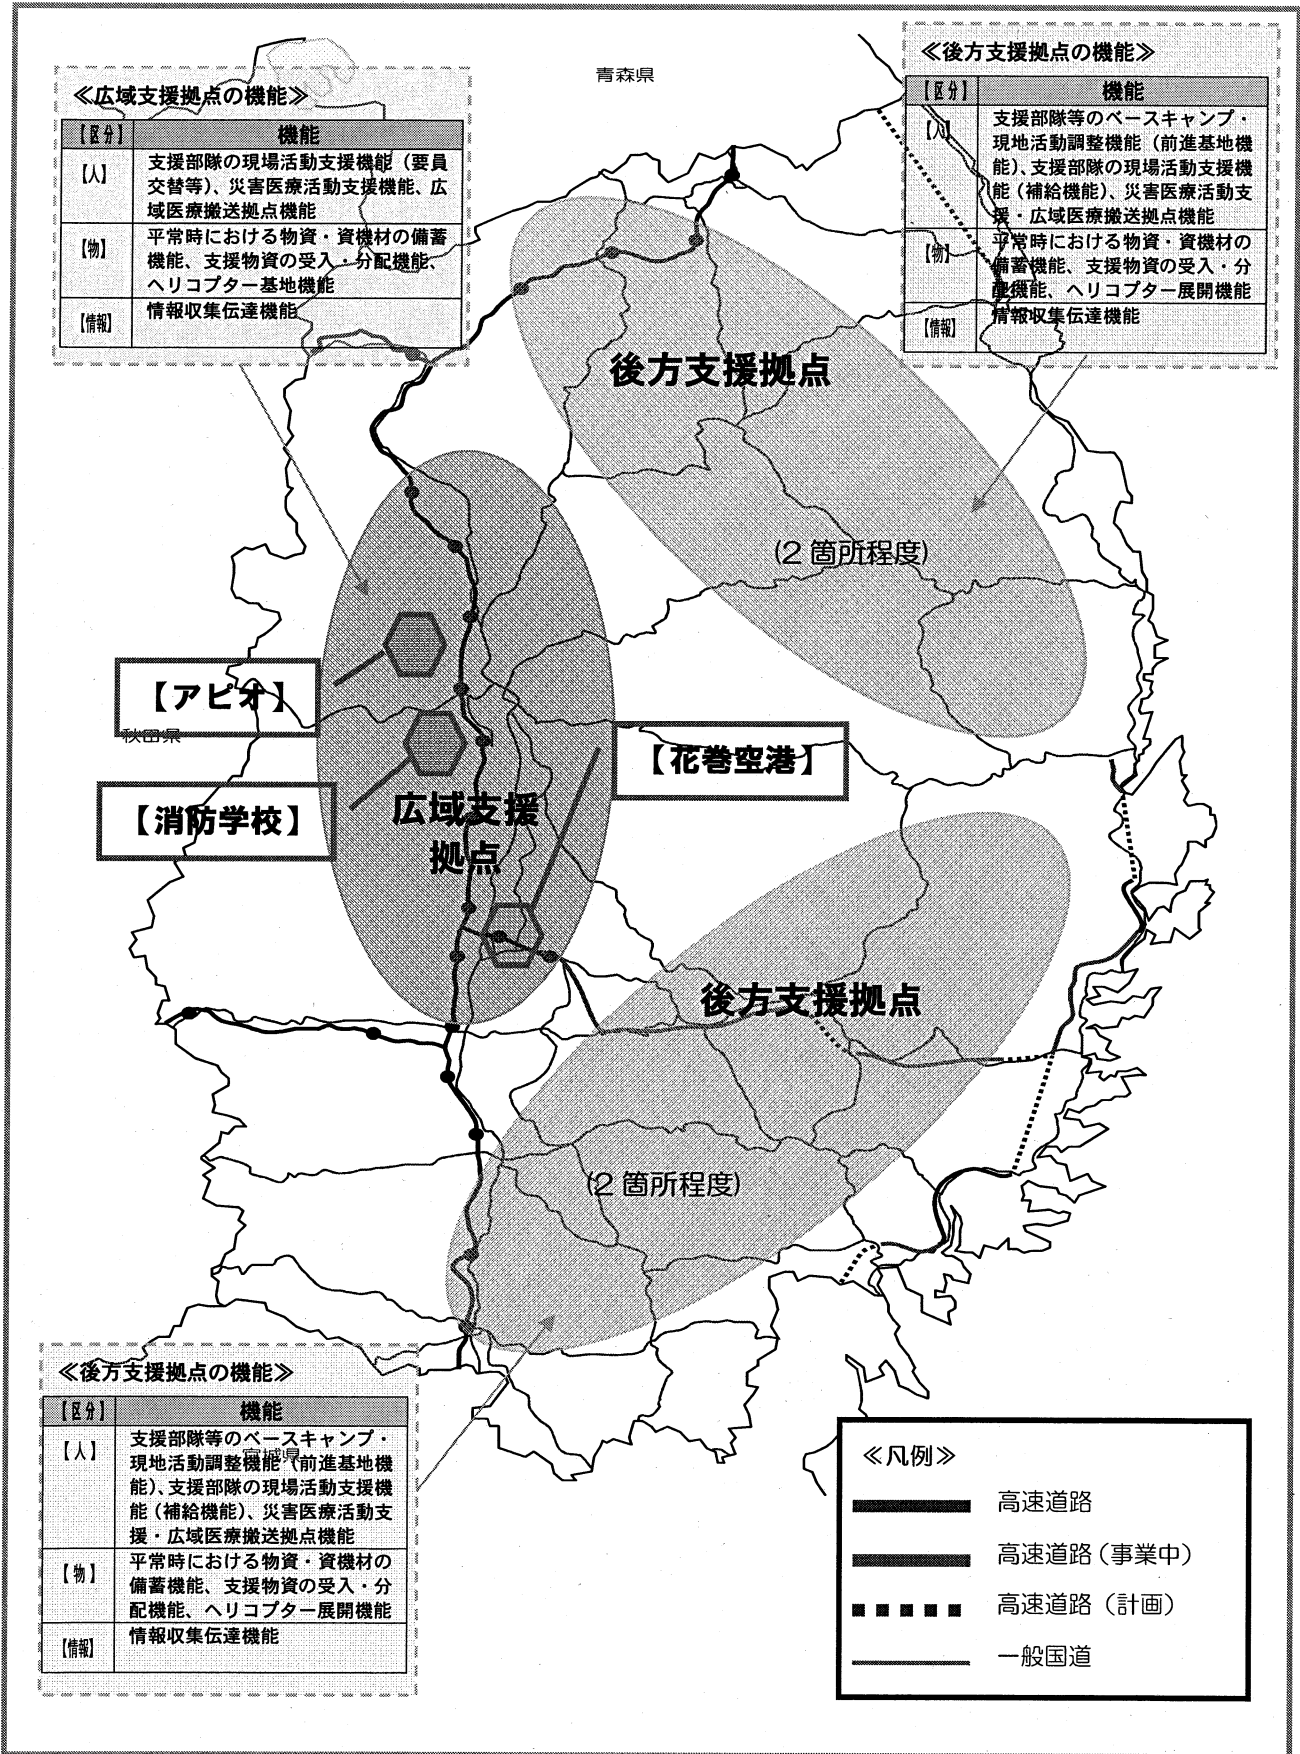 青森県
≪広域支援拠点の機能≫
【区分】 機能
【人】 支援部隊の現場活動支援機能（要員
交替等）、災害医療活動支援機能、広
域医療搬送拠点機能
【物】 平常時における物資・資機材の備蓄
機能、支援物資の受入・分配機能、
ヘリコプター基地機能
【情報】 情報収集伝達機能
≪後方支援拠点の機能≫
【区分】 機能
【人】 支援部隊等のベースキャンプ・
現地活動調整機能（前進基地機
能）、支援部隊の現場活動支援機
能（補給機能）、災害医療活動支
援・広域医療搬送拠点機能
【物】 平常時における物資・資機材の
備蓄機能、支援物資の受入・分
配機能、ヘリコプター展開機能
【情報】 情報収集伝達機能
後方支援拠点
（2 箇所程度）
【アピオ】
秋田県
【花巻空港】
【消防学校】
広域支援
拠点
後方支援拠点
（2 箇所程度）
≪後方支援拠点の機能≫
【区分】 機能
【人】 支援部隊等のベースキャンプ・
現地活動調整機能（前進基地機
能）、支援部隊の現場活動支援機
能（補給機能）、災害医療活動支
援・広域医療搬送拠点機能
宮城県
【物】 平常時における物資・資機材の
備蓄機能、支援物資の受入・分
配機能、ヘリコプター展開機能
【情報】 情報収集伝達機能
≪凡例≫
高速道路
高速道路（事業中）
高速道路（計画）
一般国道